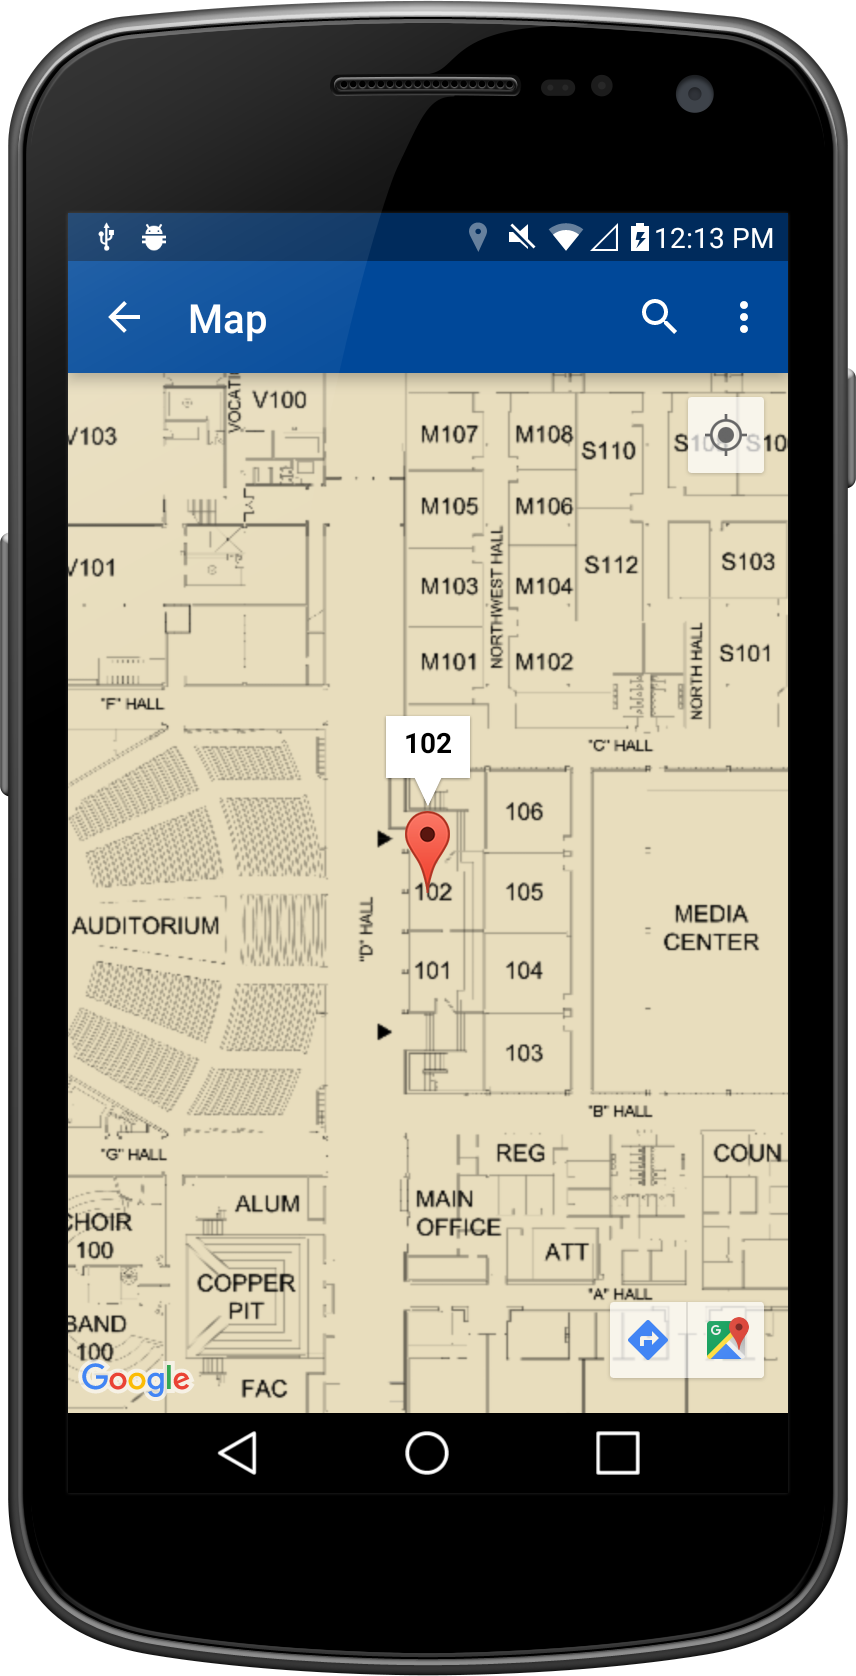 12:13 PM
Map
VOCATI
V100
V103
M107
M108
S110
M105
M106
NORTHWEST HALL
V101
M103
M104
S112
S103
M101
M102
NORTH HALL
S101
"F" HALL
"C" HALL
102
106
102
105
AUDITORIUM
"D" HALL
MEDIA
CENTER
101
104
103
"B" HALL
"G" HALL
REG
COUN
ALUM
MAIN
OFFICE
CHOIR
100
ATT
COPPER
PIT
"A" HALL
BAND
100
Google
FAC